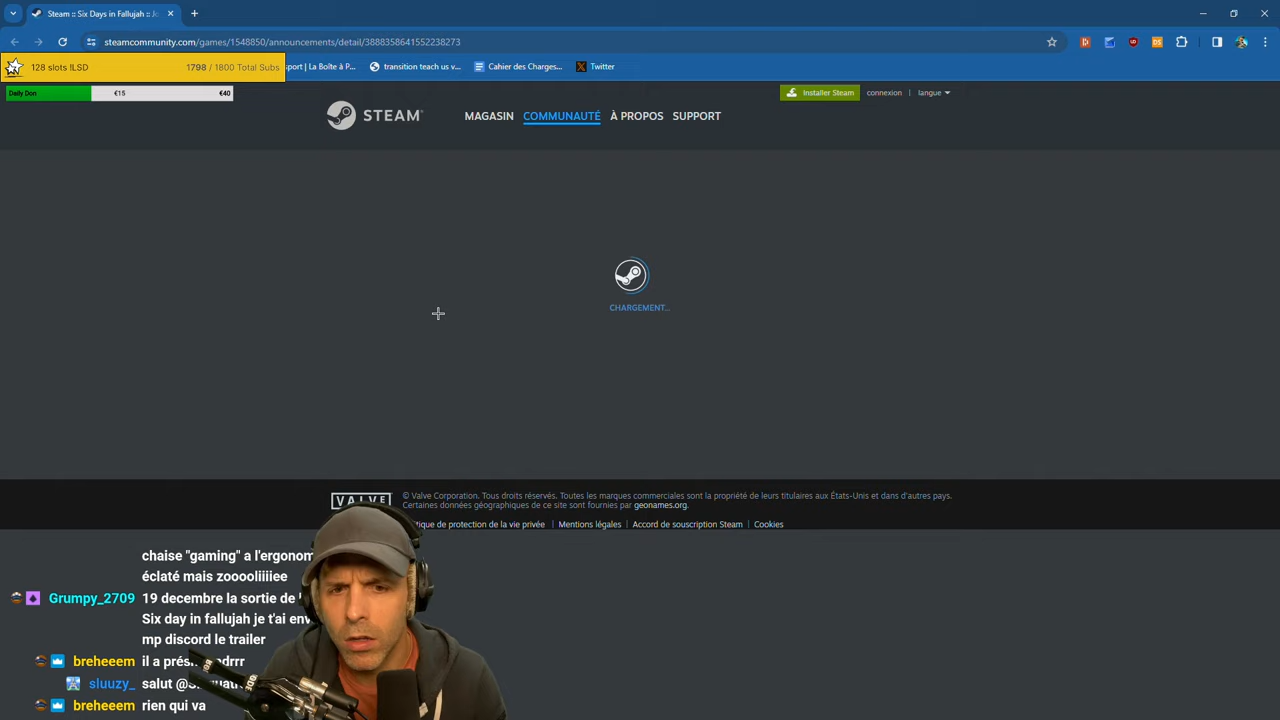 Steam :: Six Days in Fallujah :: Jo
steamcommunity.com/games/1548850/announcements/detail/3888358641552238273
128 slots !LSD 1798 / 1800 Total Subs
sport | La Boîte à P...
transition teach us v...
Cahier des Charges...
Twitter
Daily Don €15 €40
Installer Steam connexion | langue
STEAM® MAGASIN COMMUNAUTÉ À PROPOS SUPPORT
CHARGEMENT...
VALVE © Valve Corporation. Tous droits réservés. Toutes les marques commerciales sont la propriété de leurs titulaires aux États-Unis et dans d'autres pays.
Certaines données géographiques de ce site sont fournies par geonames.org.
tique de protection de la vie privée | Mentions légales | Accord de souscription Steam | Cookies
chaise "gaming" a l'ergonom
éclaté mais zooooliiiiee
Grumpy_2709 19 decembre la sortie de
Six day in fallujah je t'ai env
mp discord le trailer
breheeem il a prés drrr
sluuzy_ salut
breheeem rien qui va